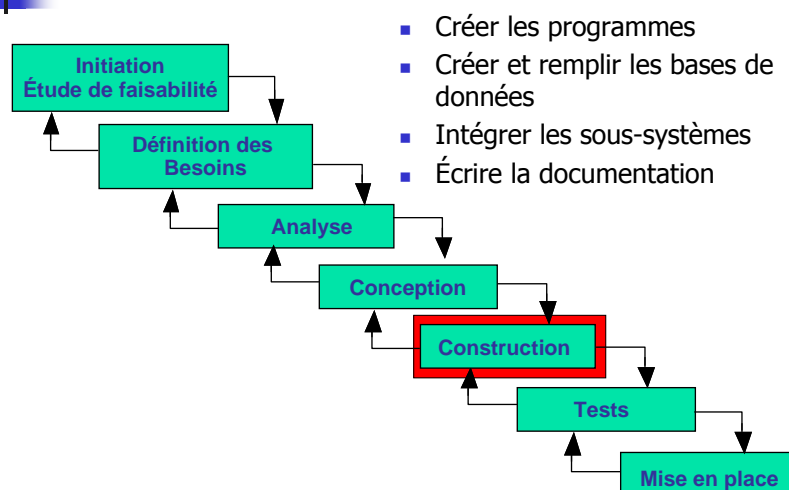 Créer les programmes
Créer et remplir les bases de
données
Intégrer les sous-systèmes
Écrire la documentation
Initiation
Étude de faisabilité
Définition des
Besoins
Analyse
Conception
Construction
Tests
Mise en place